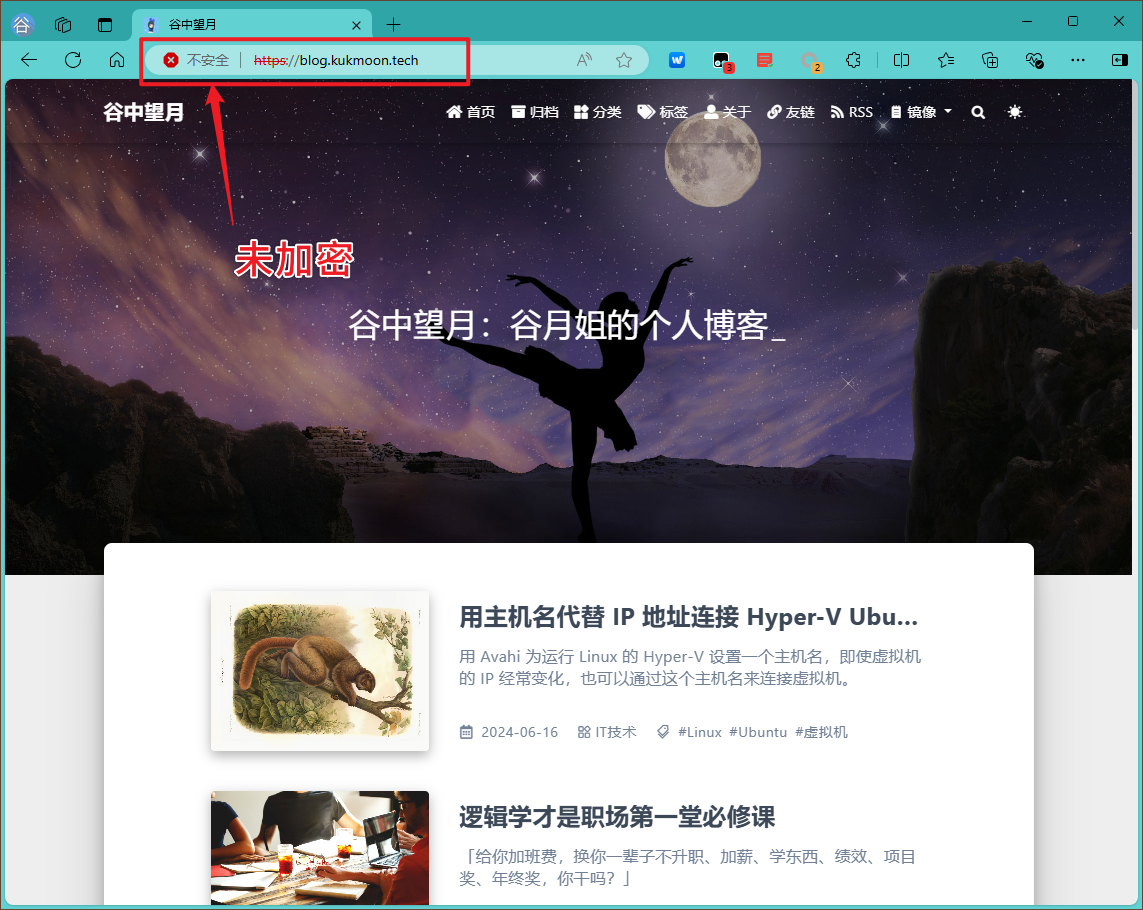 谷 谷中望月
不安全 https://blog.kukmoon.tech
3
2
谷中望月 首页 归档 分类 标签 关于 友链 RSS 镜像
未加密
谷中望月：谷月姐的个人博客_
用主机名代替 IP 地址连接 Hyper-V Ubu...
用 Avahi 为运行 Linux 的 Hyper-V 设置一个主机名，即使虚拟机
的 IP 经常变化，也可以通过这个主机名来连接虚拟机。
2024-06-16 IT技术 #Linux #Ubuntu #虚拟机
逻辑学才是职场第一堂必修课
「给你加班费，换你一辈子不升职、加薪、学东西、绩效、项目
奖、年终奖，你干吗？」